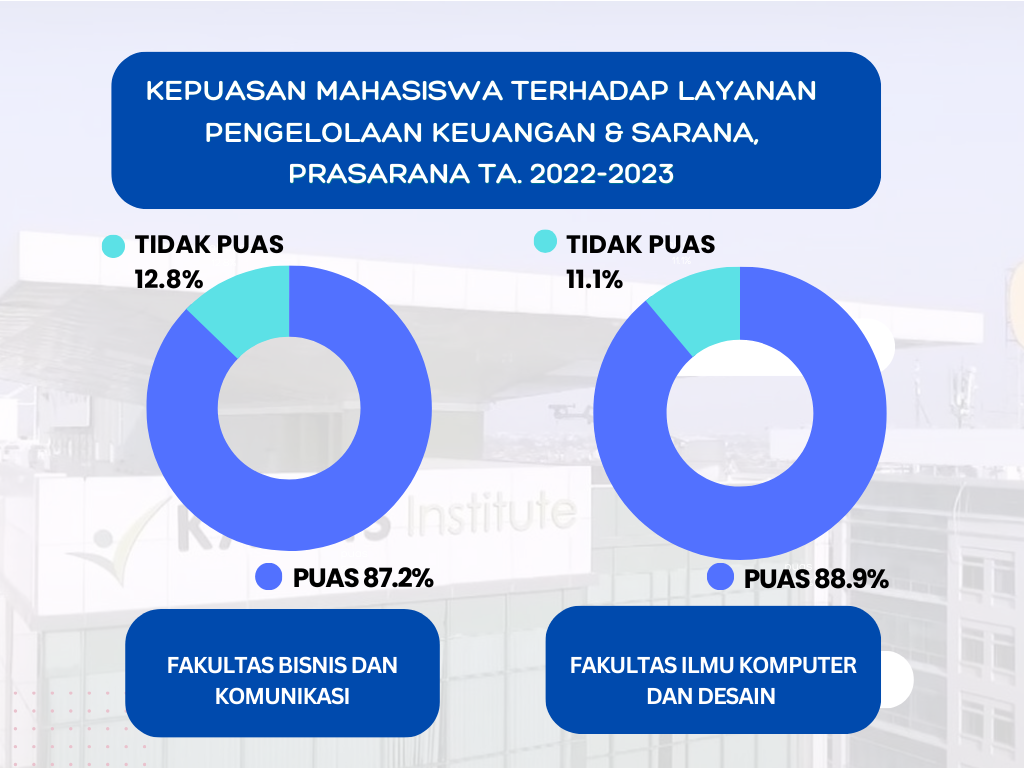 KEPUASAN MAHASISWA TERHADAP LAYANAN
PENGELOLAAN KEUANGAN & SARANA,
PRASARANA TA. 2022-2023
TIDAK PUAS
12.8%
TIDAK PUAS
11.1%
Institute
PUAS 87.2%
PUAS 88.9%
FAKULTAS BISNIS DAN
KOMUNIKASI
FAKULTAS ILMU KOMPUTER
DAN DESAIN